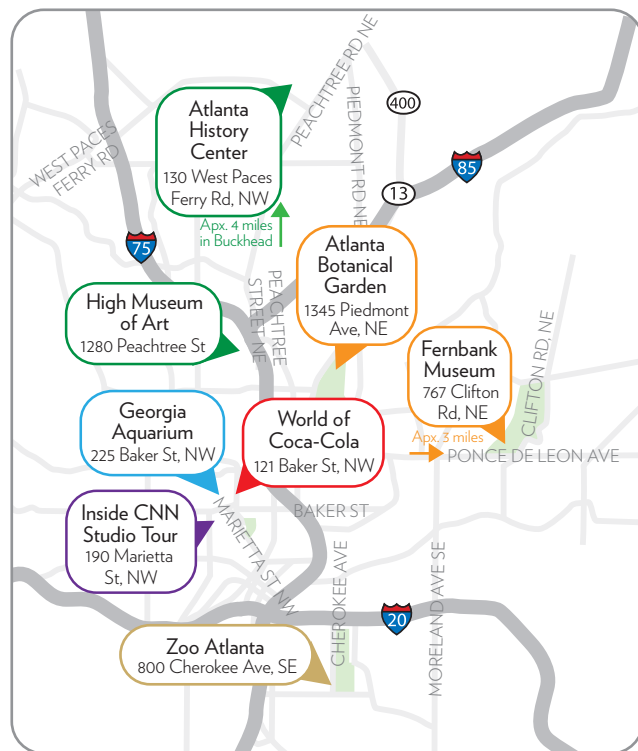 PEACHTREE RD NE
400
Atlanta
History
Center
130 West Paces
Ferry Rd, NW
WEST PACES
FERRY RD
PIEDMONT RD NE
85
13
Apx. 4 miles
in Buckhead
75
Atlanta
Botanical
Garden
1345 Piedmont
Ave, NE
High Museum
of Art
1280 Peachtree St
PEACHTREE
STREET NE
Fernbank
Museum
767 Clifton
Rd, NE
CLIFTON RD, NE
Georgia
Aquarium
225 Baker St, NW
World of
Coca-Cola
121 Baker St, NW
Apx. 3 miles
PONCE DE LEON AVE
Inside CNN
Studio Tour
190 Marietta
St, NW
MARIETTA ST NW
BAKER ST
CHEROKEE AVE
MORELAND AVE SE
20
Zoo Atlanta
800 Cherokee Ave, SE